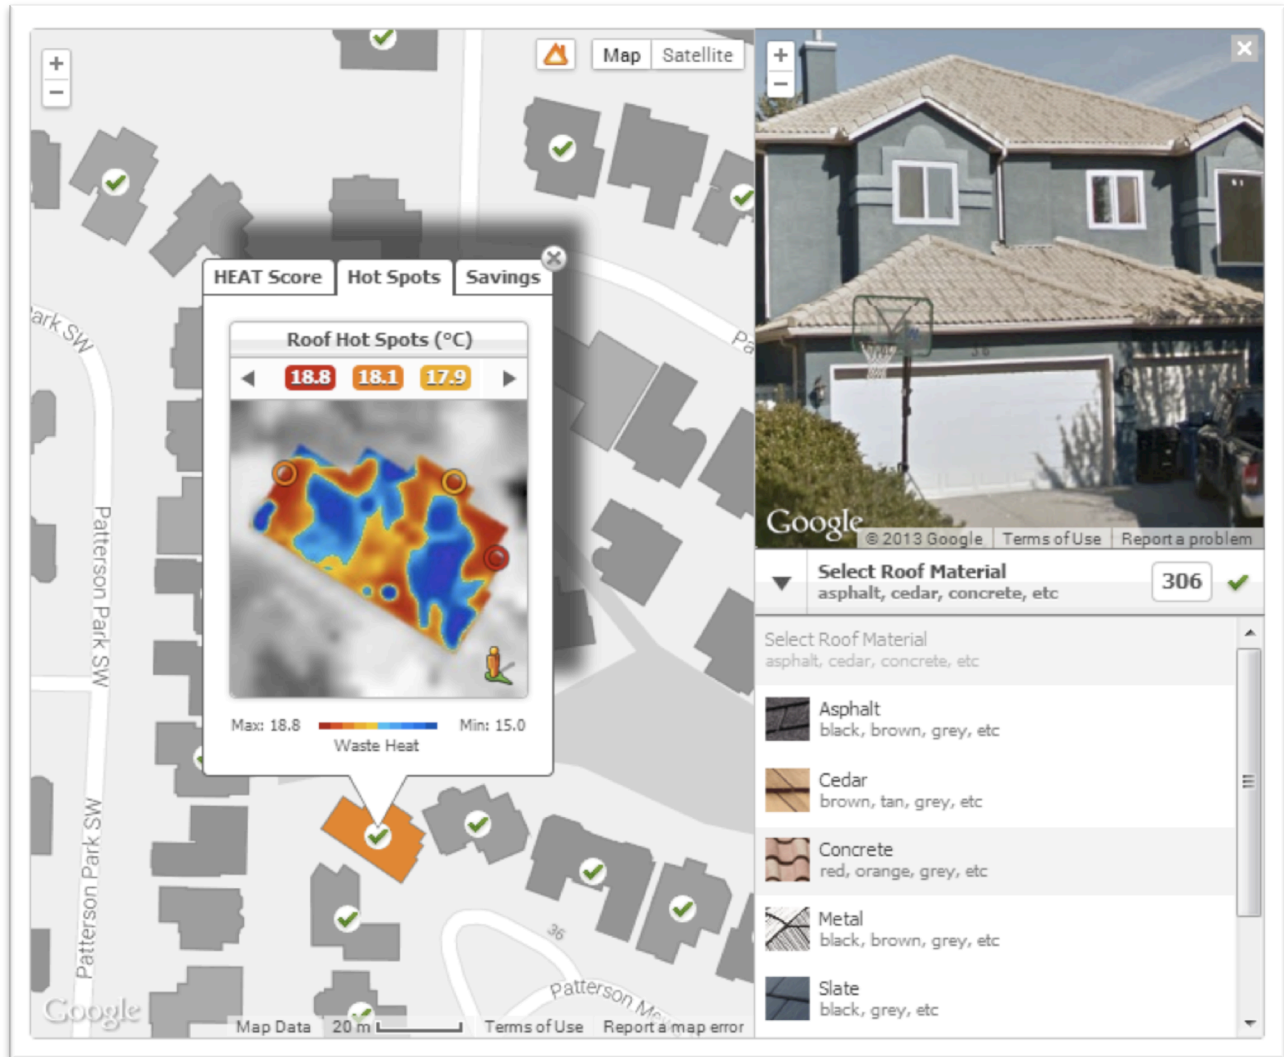 +
−
Map Satellite
ark SW
Pa
HEAT Score Hot Spots Savings
Roof Hot Spots (°C)
18.8 18.1 17.9
Max: 18.8 Min: 15.0
Waste Heat
Patterson Park SW
Patterson Park SW
36
Patterson Me
Google
Map Data 20 m Terms of Use Report a map error
+
−
36
Google
© 2013 Google Terms of Use Report a problem
Select Roof Material
asphalt, cedar, concrete, etc
306
Select Roof Material
asphalt, cedar, concrete, etc
Asphalt
black, brown, grey, etc
Cedar
brown, tan, grey, etc
Concrete
red, orange, grey, etc
Metal
black, brown, grey, etc
Slate
black, grey, etc